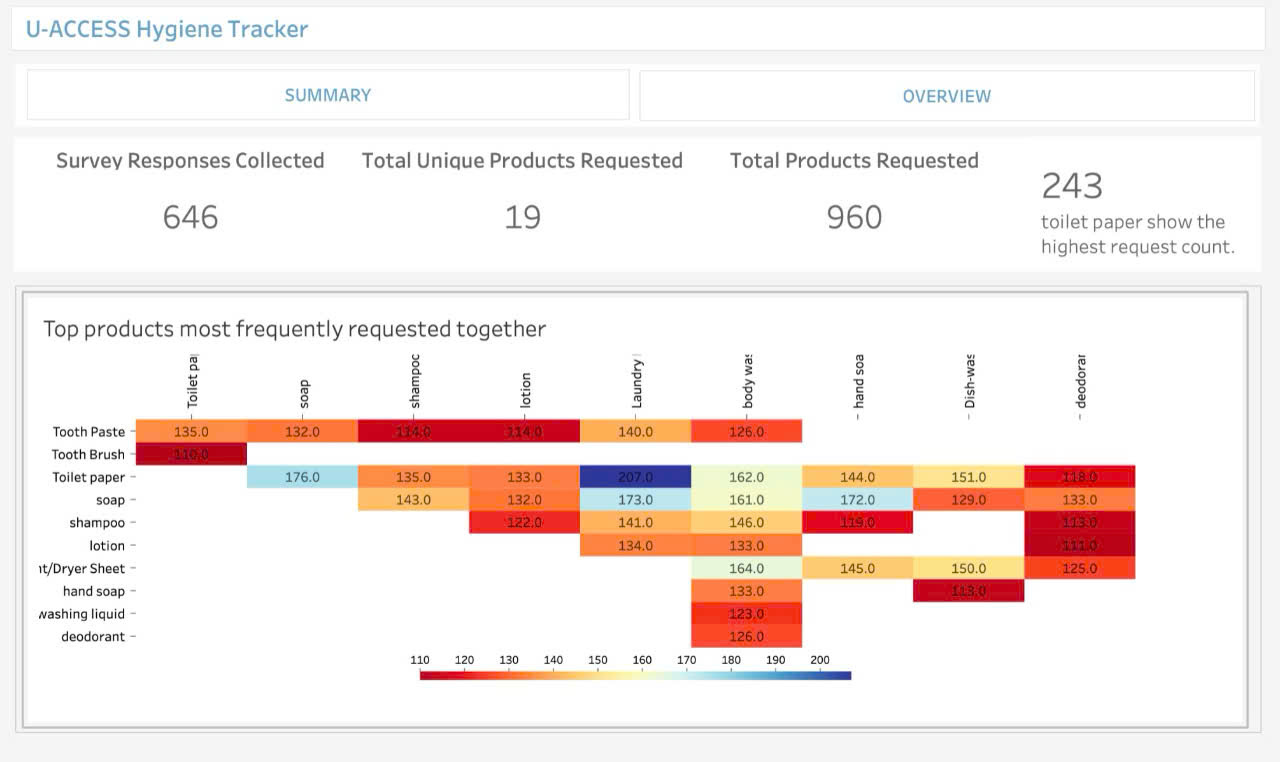 U-ACCESS Hygiene Tracker
SUMMARY
OVERVIEW
Survey Responses Collected
646
Total Unique Products Requested
19
Total Products Requested
960
243
toilet paper show the
highest request count.
Top products most frequently requested together
Toilet pa
soap
shampoo
lotion
Laundry
body was
hand soa
Dish-was
deodorar
Tooth Paste 135.0 132.0 114.0 114.0 140.0 126.0
Tooth Brush 110.0
Toilet paper 176.0 135.0 133.0 207.0 162.0 144.0 151.0 118.0
soap 143.0 132.0 173.0 161.0 172.0 129.0 133.0
shampoo 122.0 141.0 146.0 119.0 113.0
lotion 134.0 133.0 111.0
nt/Dryer Sheet 164.0 145.0 150.0 125.0
hand soap 133.0 113.0
washing liquid 123.0
deodorant 126.0
110 120 130 140 150 160 170 180 190 200